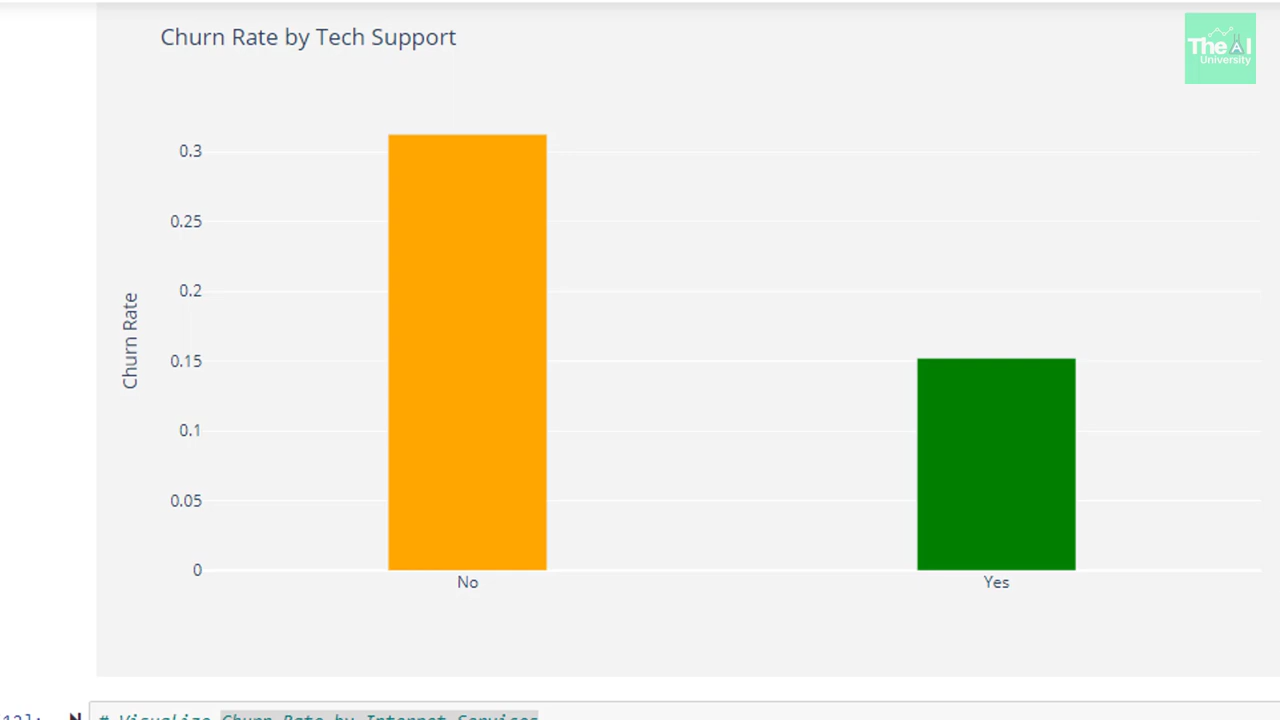 Churn Rate by Tech Support
The AI
University
0.3
0.25
0.2
0.15
0.1
0.05
0
Churn Rate
No
Yes
# Visualize Churn Rate by Internet Services